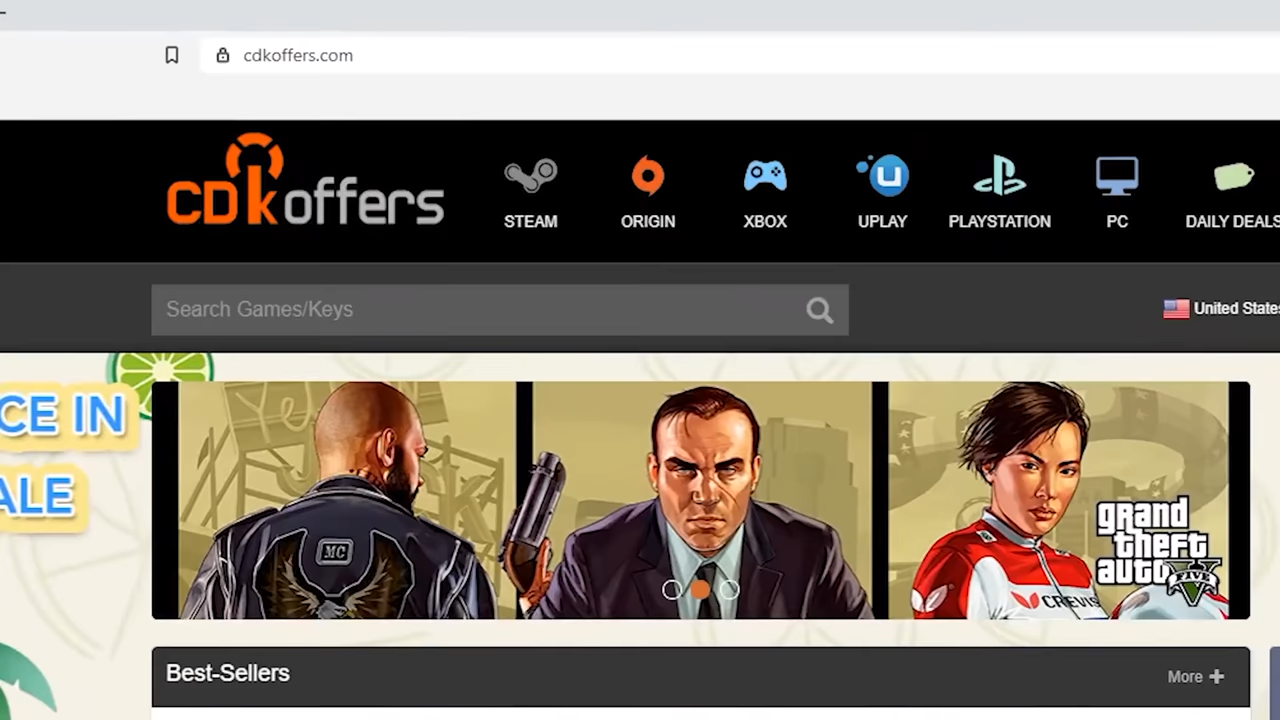 cdkoffers.com
CDkoffers
STEAM
ORIGIN
XBOX
UPLAY
PLAYSTATION
PC
DAILY DEALS
Search Games/Keys
United States
CE IN
ALE
MC
CREVIS
grand
theft
auto
FIVE
Best-Sellers
More +